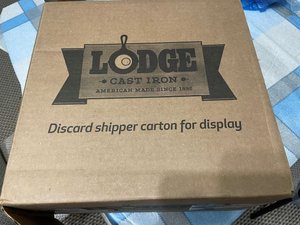 LODGE
CAST IRON
AMERICAN MADE SINCE 1896
Discard shipper carton for display